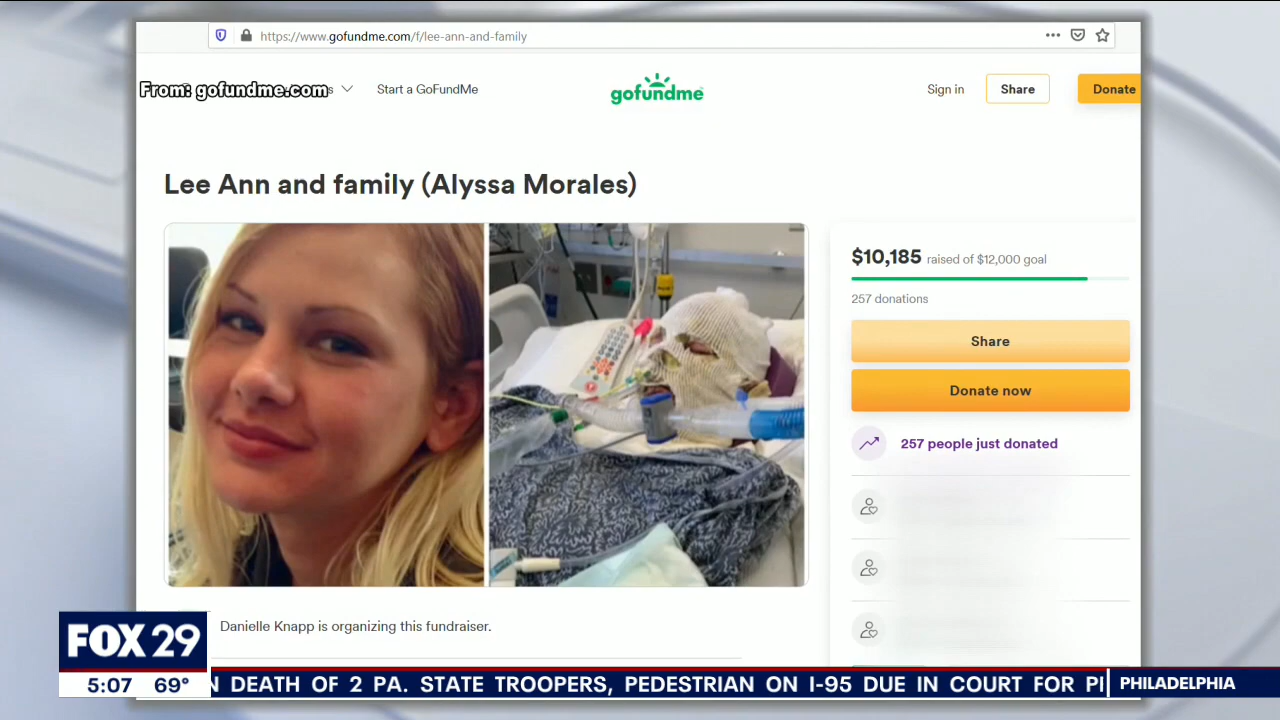 https://www.gofundme.com/f/lee-ann-and-family
From: gofundme.com
s
Start a GoFundMe
gofundme
Sign in
Share
Donate
Lee Ann and family (Alyssa Morales)
$10,185 raised of $12,000 goal
257 donations
Share
Donate now
257 people just donated
Danielle Knapp is organizing this fundraiser.
FOX 29
5:07 69°
N DEATH OF 2 PA. STATE TROOPERS, PEDESTRIAN ON I-95 DUE IN COURT FOR PI
PHILADELPHIA